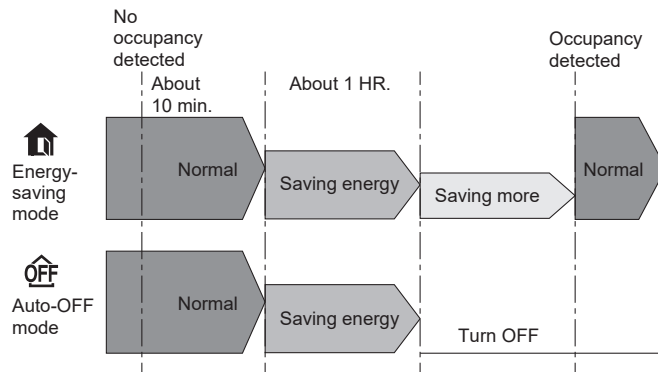 No
occupancy
detected
Occupancy
detected
About
10 min.
About 1 HR.
Energy-
saving
mode
Normal
Saving energy
Saving more
Normal
OFF
Auto-OFF
mode
Normal
Saving energy
Turn OFF